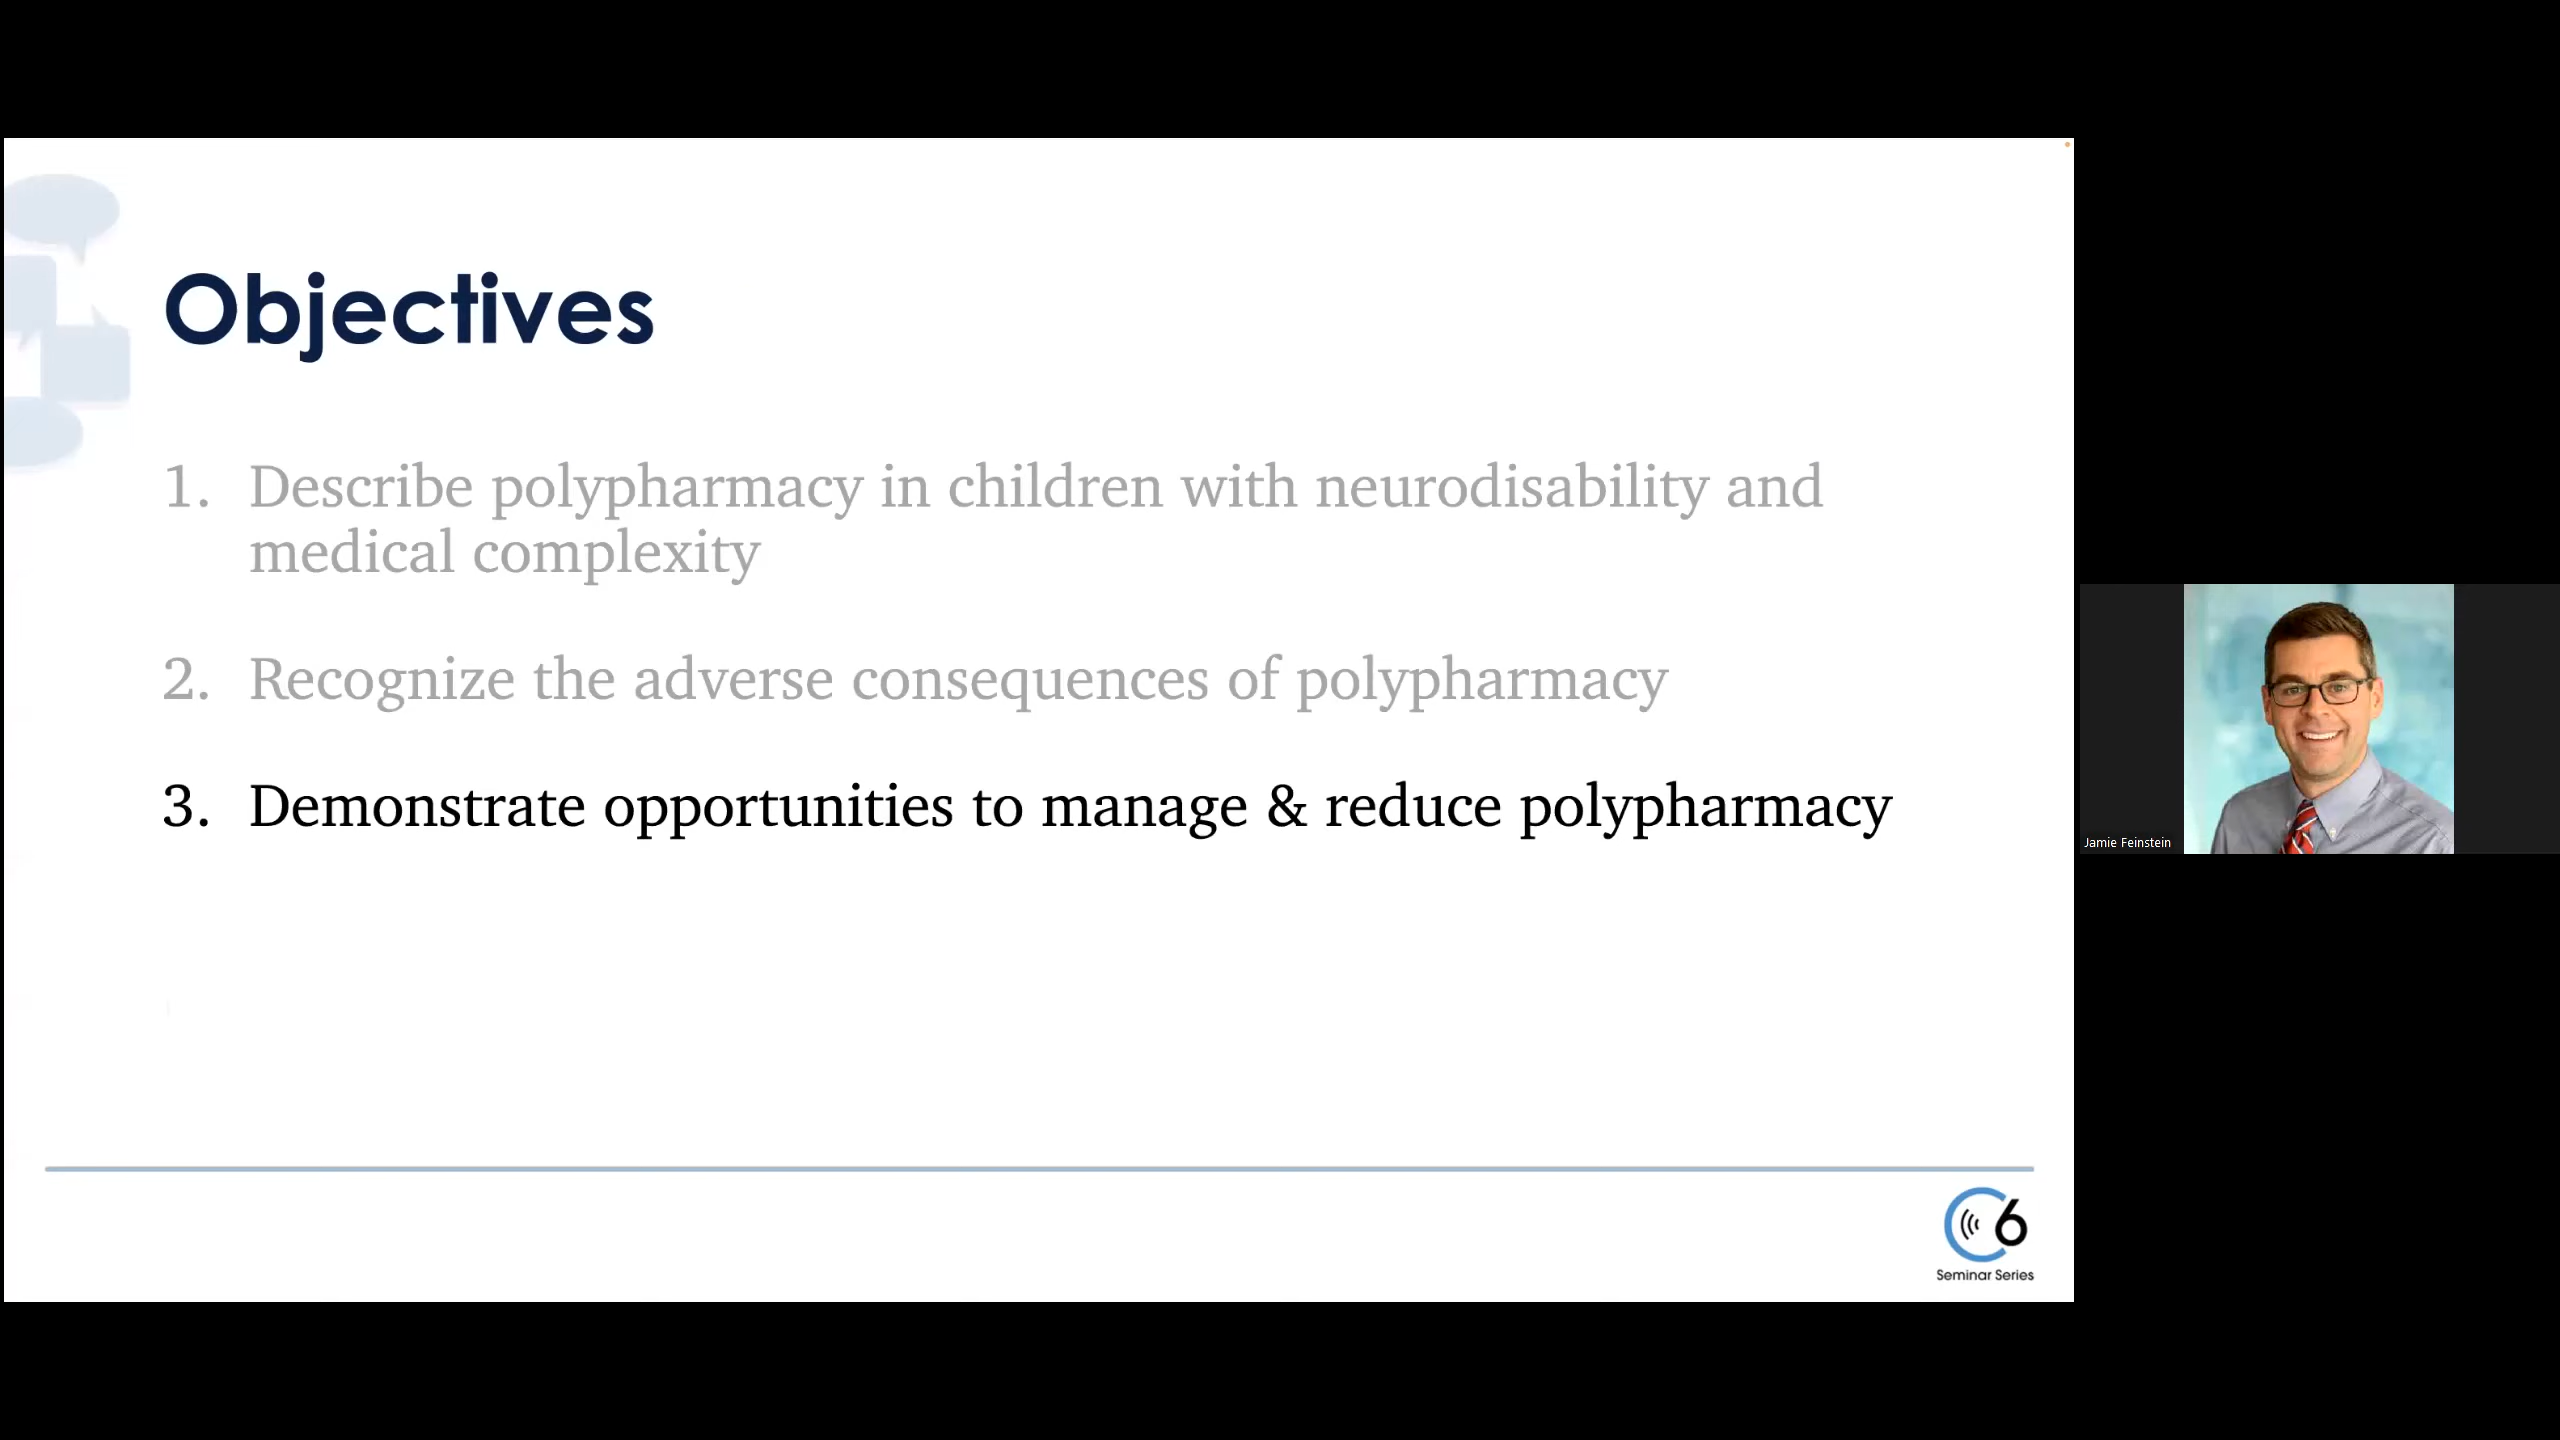 Objectives
1. Describe polypharmacy in children with neurodisability and
medical complexity
2. Recognize the adverse consequences of polypharmacy
3. Demonstrate opportunities to manage & reduce polypharmacy
Jamie Feinstein
C6
Seminar Series